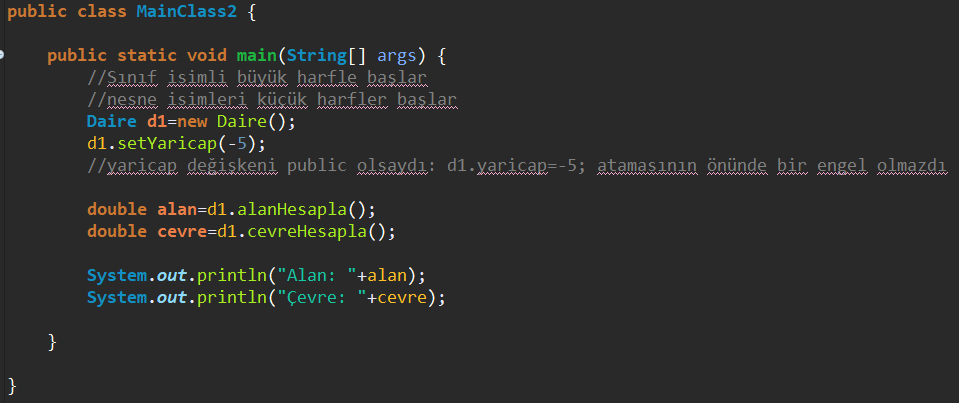 public class MainClass2 {
public static void main(String[] args) {
//Sınıf isimli büyük harfle başlar
//nesne isimleri küçük harfler başlar
Daire d1=new Daire();
d1.setYaricap(-5);
//yaricap değişkeni public olsaydı: d1.yaricap=-5; atamasının önünde bir engel olmazdı
double alan=d1.alanHesapla();
double cevre=d1.cevreHesapla();
System.out.println("Alan: "+alan);
System.out.println("Çevre: "+cevre);
}
}